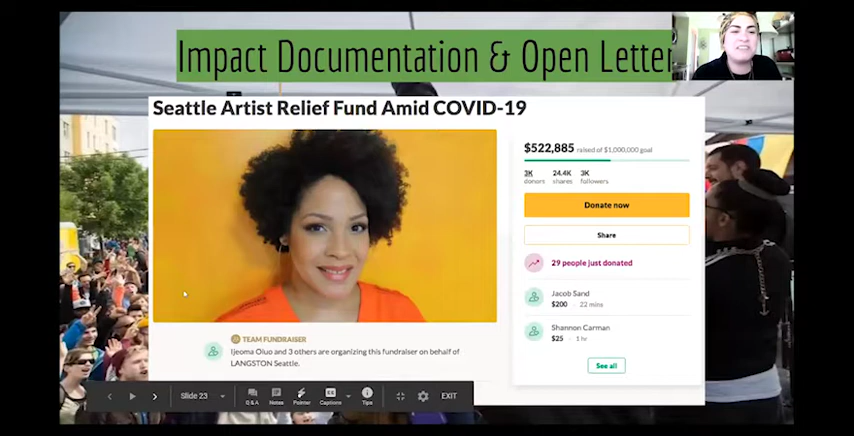 Impact Documentation & Open Letter
Seattle Artist Relief Fund Amid COVID-19
$522,885 raised of $1,000,000 goal
3K 24.4K 3K
donors shares followers
Donate now
Share
29 people just donated
Jacob Sand
$200 · 22 mins
Shannon Carman
$25 · 1 hr
See all
TEAM FUNDRAISER
Ijeoma Oluo and 3 others are organizing this fundraiser on behalf of
LANGSTON Seattle.
Slide 23
Q&A Notes Pointer Captions Tips
EXIT